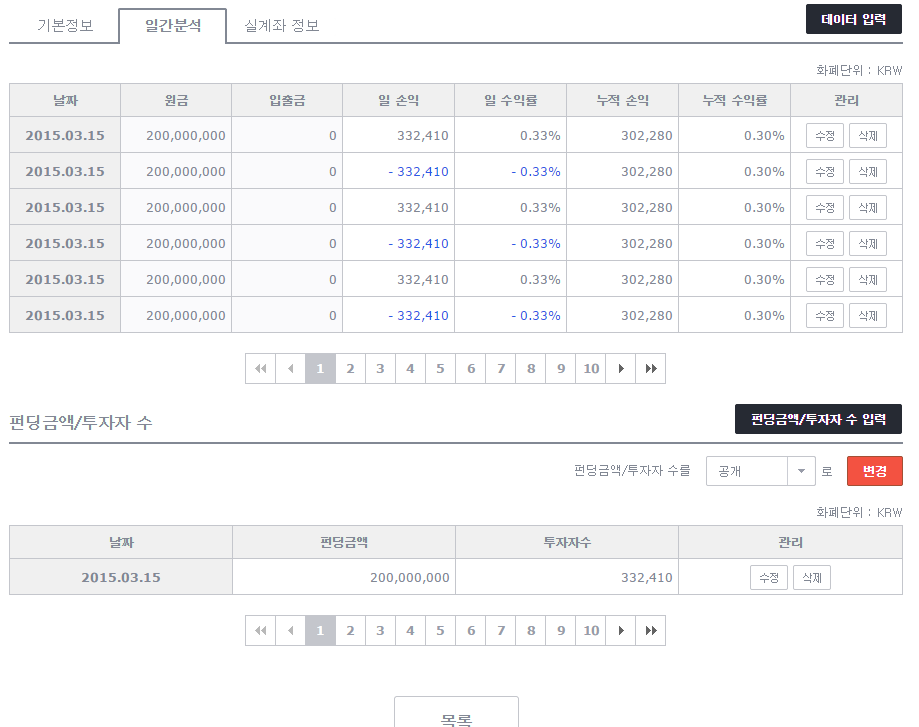 기본정보 일간분석 실계좌 정보 데이터 입력
화폐단위 : KRW
날짜 원금 입출금 일 손익 일 수익률 누적 손익 누적 수익률 관리
2015.03.15 200,000,000 0 332,410 0.33% 302,280 0.30% 수정 삭제
2015.03.15 200,000,000 0 - 332,410 - 0.33% 302,280 0.30% 수정 삭제
2015.03.15 200,000,000 0 332,410 0.33% 302,280 0.30% 수정 삭제
2015.03.15 200,000,000 0 - 332,410 - 0.33% 302,280 0.30% 수정 삭제
2015.03.15 200,000,000 0 332,410 0.33% 302,280 0.30% 수정 삭제
2015.03.15 200,000,000 0 - 332,410 - 0.33% 302,280 0.30% 수정 삭제
1 2 3 4 5 6 7 8 9 10
펀딩금액/투자자 수 펀딩금액/투자자 수 입력
펀딩금액/투자자 수를 공개 로 변경
화폐단위 : KRW
날짜 펀딩금액 투자자수 관리
2015.03.15 200,000,000 332,410 수정 삭제
1 2 3 4 5 6 7 8 9 10
목록